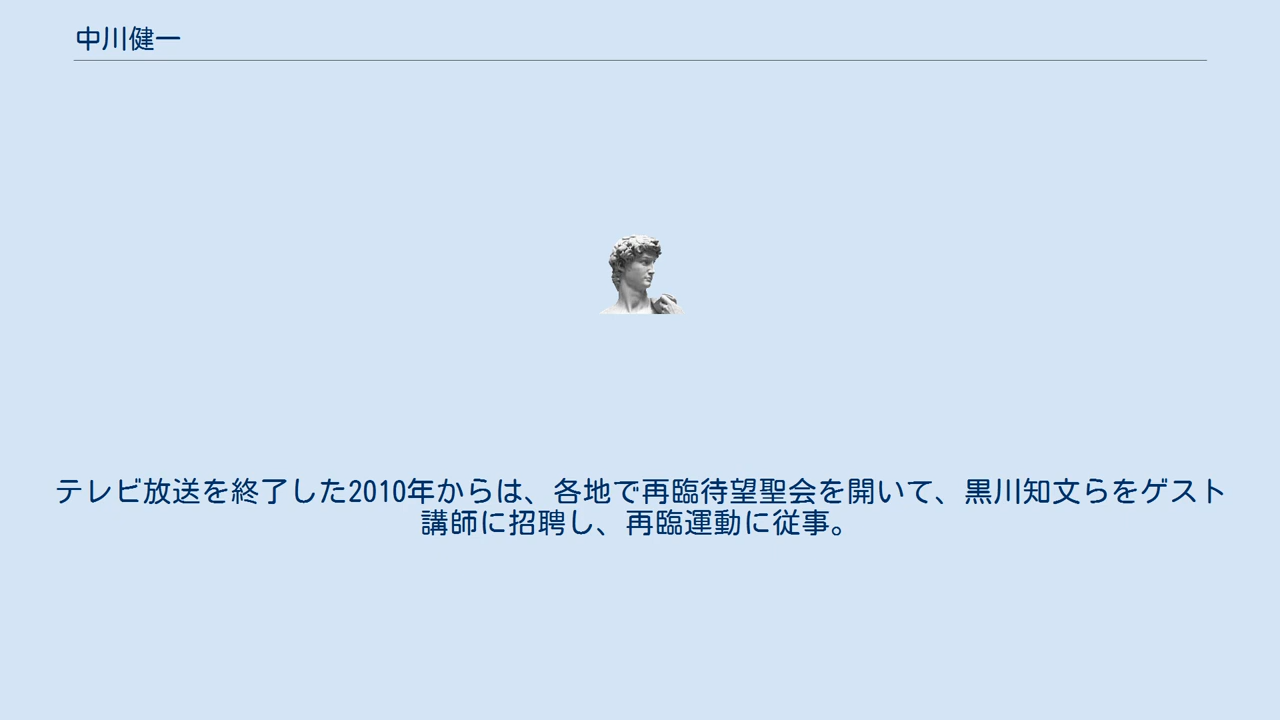 中川健一
テレビ放送を終了した2010年からは、各地で再臨待望聖会を開いて、黒川知文らをゲスト
講師に招聘し、再臨運動に従事。